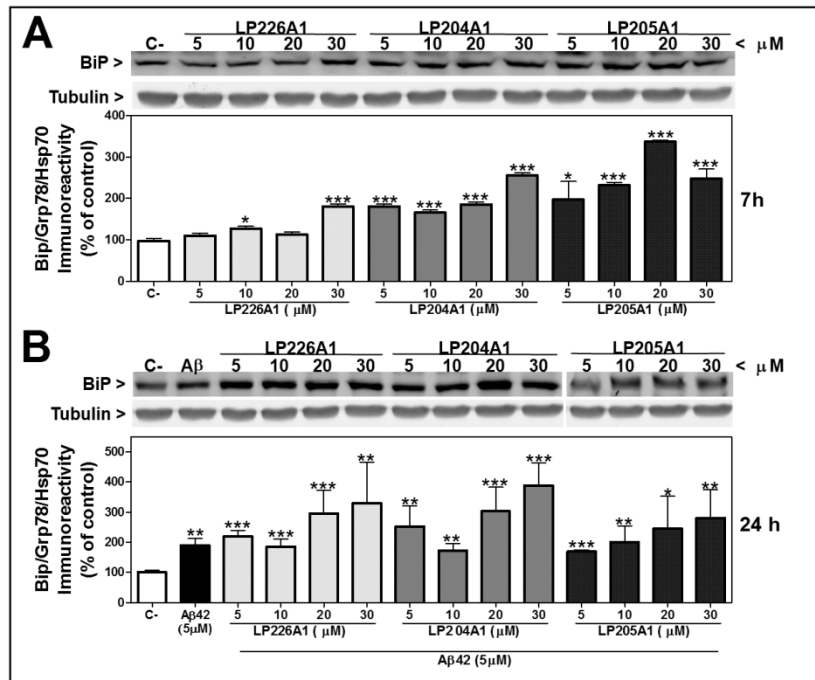 A
LP226A1 LP204A1 LP205A1
C- 5 10 20 30 5 10 20 30 5 10 20 30 < μM
BiP >
Tubulin >
Bip/Grp78/Hsp70
Immunoreactivity
(% of control)
400
300
200
100
0
* *** *** *** *** *** * *** *** ***
7h
C- 5 10 20 30 5 10 20 30 5 10 20 30
LP226A1 ( μM) LP204A1 ( μM) LP205A1 ( μM)
B
LP226A1 LP204A1 LP205A1
C- Aβ 5 10 20 30 5 10 20 30 5 10 20 30 < μM
BiP >
Tubulin >
Bip/Grp78/Hsp70
Immunoreactivity
(% of control)
500
400
300
200
100
0
** *** *** *** ** ** ** *** *** *** ** * **
24 h
C- Aβ42 5 10 20 30 5 10 20 30 5 10 20 30
(5μM) LP226A1 ( μM) LP204A1 ( μM) LP205A1 ( μM)
Aβ42 (5μM)